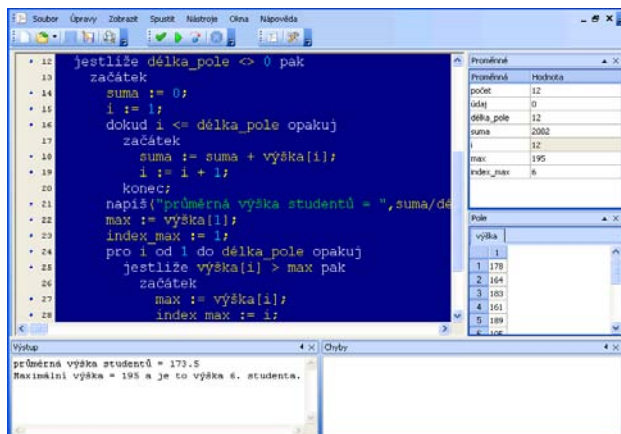 Soubor Úpravy Zobrazit Spustit Nástroje Okna Nápověda
12 jestliže délka_pole <> 0 pak
13 začátek
14 suma := 0;
15 i := 1;
16 dokud i <= délka_pole opakuj
17 začátek
18 suma := suma + výška[i];
19 i := i + 1;
20 konec;
21 napiš("průměrná výška studentů = ",suma/dé
22 max := výška[1];
23 index_max := 1;
24 pro i od 1 do délka_pole opakuj
25 jestliže výška[i] > max pak
26 začátek
27 max := výška[i];
28 index_max := i;
Proměnné
Proměnná Hodnota
počet 12
údaj 0
délka_pole 12
suma 2082
i 12
max 195
index_max 6
Pole
výška
1
1 178
2 164
3 183
4 161
5 189
6 195
Výstup
průměrná výška studentů = 173.5
Maximální výška = 195 a je to výška 6. studenta.
Chyby